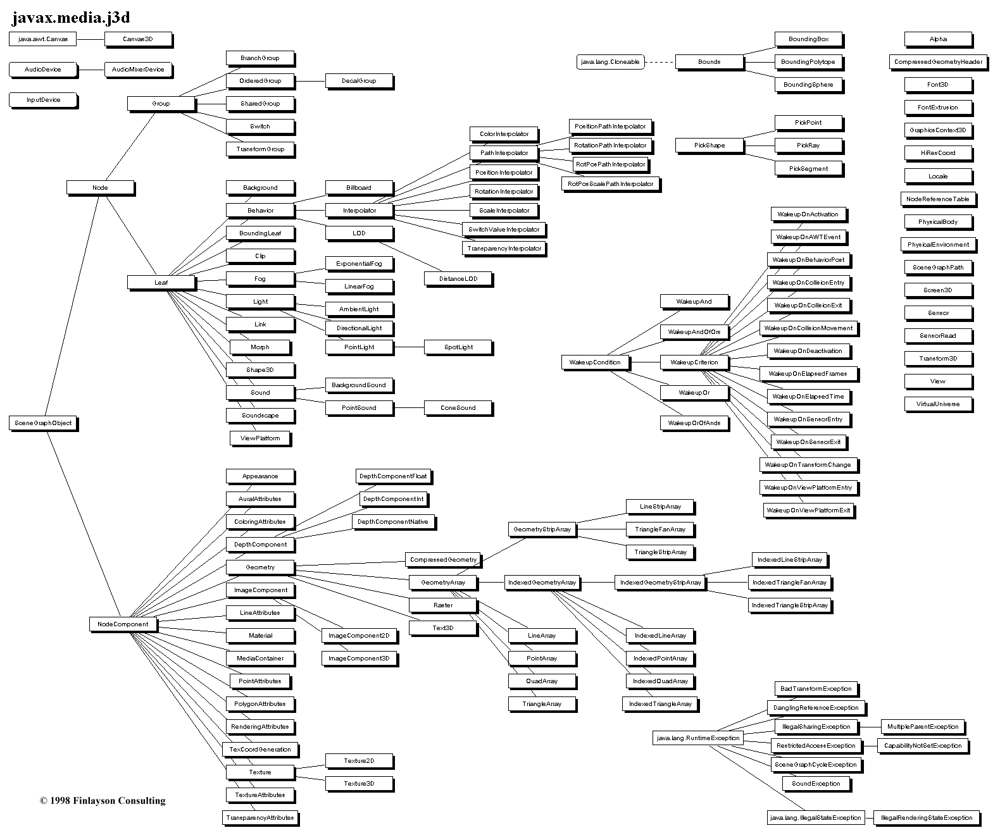 javax.media.j3d
java.awt.Canvas
Canvas3D
AudioDevice
AudioMixerDevice
InputDevice
SceneGraphObject
Node
Group
BranchGroup
OrderedGroup
DecalGroup
SharedGroup
Switch
TransformGroup
Leaf
Background
Behavior
Billboard
Interpolator
ColorInterpolator
PathInterpolator
PositionPathInterpolator
RotationPathInterpolator
RotPosPathInterpolator
RotPosScalePathInterpolator
PositionInterpolator
RotationInterpolator
ScaleInterpolator
SwitchValueInterpolator
TransparencyInterpolator
LOD
DistanceLOD
BoundingLeaf
Clip
Fog
ExponentialFog
LinearFog
Light
AmbientLight
DirectionalLight
PointLight
SpotLight
Link
Morph
Shape3D
Sound
BackgroundSound
PointSound
ConeSound
Soundscape
ViewPlatform
NodeComponent
Appearance
AuralAttributes
ColoringAttributes
DepthComponent
DepthComponentFloat
DepthComponentInt
DepthComponentNative
Geometry
CompressedGeometry
GeometryArray
GeometryStripArray
LineStripArray
TriangleFanArray
TriangleStripArray
IndexedGeometryArray
IndexedGeometryStripArray
IndexedLineStripArray
IndexedTriangleFanArray
IndexedTriangleStripArray
IndexedLineArray
IndexedPointArray
IndexedQuadArray
IndexedTriangleArray
LineArray
PointArray
QuadArray
TriangleArray
Raster
Text3D
ImageComponent
ImageComponent2D
ImageComponent3D
LineAttributes
Material
MediaContainer
PointAttributes
PolygonAttributes
RenderingAttributes
TexCoordGeneration
Texture
Texture2D
Texture3D
TextureAttributes
TransparencyAttributes
java.lang.Cloneable
Bounds
BoundingBox
BoundingPolytope
BoundingSphere
PickShape
PickPoint
PickRay
PickSegment
WakeupCondition
WakeupAnd
WakeupAndOfOrs
WakeupCriterion
WakeupOr
WakeupOrOfAnds
WakeupOnActivation
WakeupOnAWTEvent
WakeupOnBehaviorPost
WakeupOnCollisionEntry
WakeupOnCollisionExit
WakeupOnCollisionMovement
WakeupOnDeactivation
WakeupOnElapsedFrames
WakeupOnElapsedTime
WakeupOnSensorEntry
WakeupOnSensorExit
WakeupOnTransformChange
WakeupOnViewPlatformEntry
WakeupOnViewPlatformExit
java.lang.RuntimeException
BadTransformException
DanglingReferenceException
IllegalSharingException
MultipleParentException
RestrictedAccessException
CapabilityNotSetException
SceneGraphCycleException
SoundException
java.lang.IllegalStateException
IllegalRenderingStateException
Alpha
CompressedGeometryHeader
Font3D
FontExtrusion
GraphicsContext3D
HiResCoord
Locale
NodeReferenceTable
PhysicalBody
PhysicalEnvironment
SceneGraphPath
Screen3D
Sensor
SensorRead
Transform3D
View
VirtualUniverse
© 1998 Finlayson Consulting